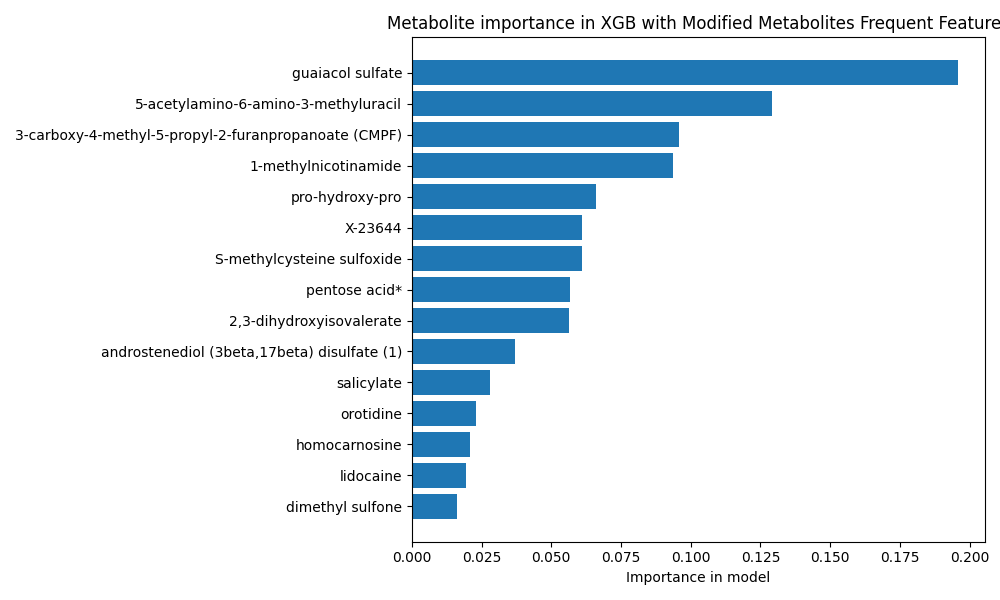 Metabolite importance in XGB with Modified Metabolites Frequent Feature
guaiacol sulfate
5-acetylamino-6-amino-3-methyluracil
3-carboxy-4-methyl-5-propyl-2-furanpropanoate (CMPF)
1-methylnicotinamide
pro-hydroxy-pro
X-23644
S-methylcysteine sulfoxide
pentose acid*
2,3-dihydroxyisovalerate
androstenediol (3beta,17beta) disulfate (1)
salicylate
orotidine
homocarnosine
lidocaine
dimethyl sulfone
0.000 0.025 0.050 0.075 0.100 0.125 0.150 0.175 0.200
Importance in model